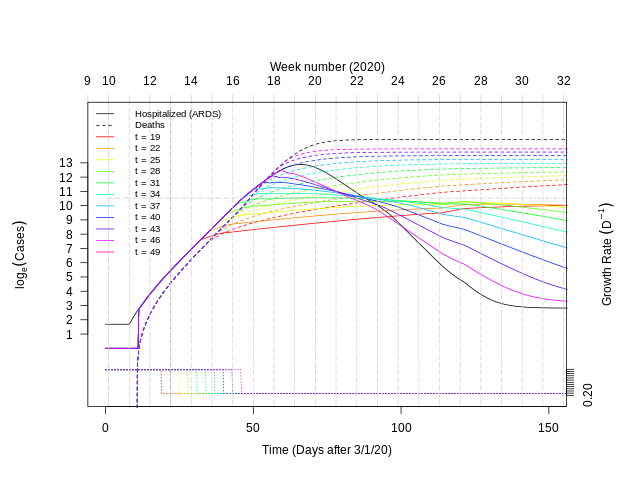 Week number (2020)
9 10 12 14 16 18 20 22 24 26 28 30 32
Hospitalized (ARDS)
Deaths
t = 19
t = 22
t = 25
t = 28
t = 31
t = 34
t = 37
t = 40
t = 43
t = 46
t = 49
13
11
10
9
8
7
6
5
4
3
2
1
logₑ(Cases)
Growth Rate (D⁻¹)
0.20
0 50 100 150
Time (Days after 3/1/20)